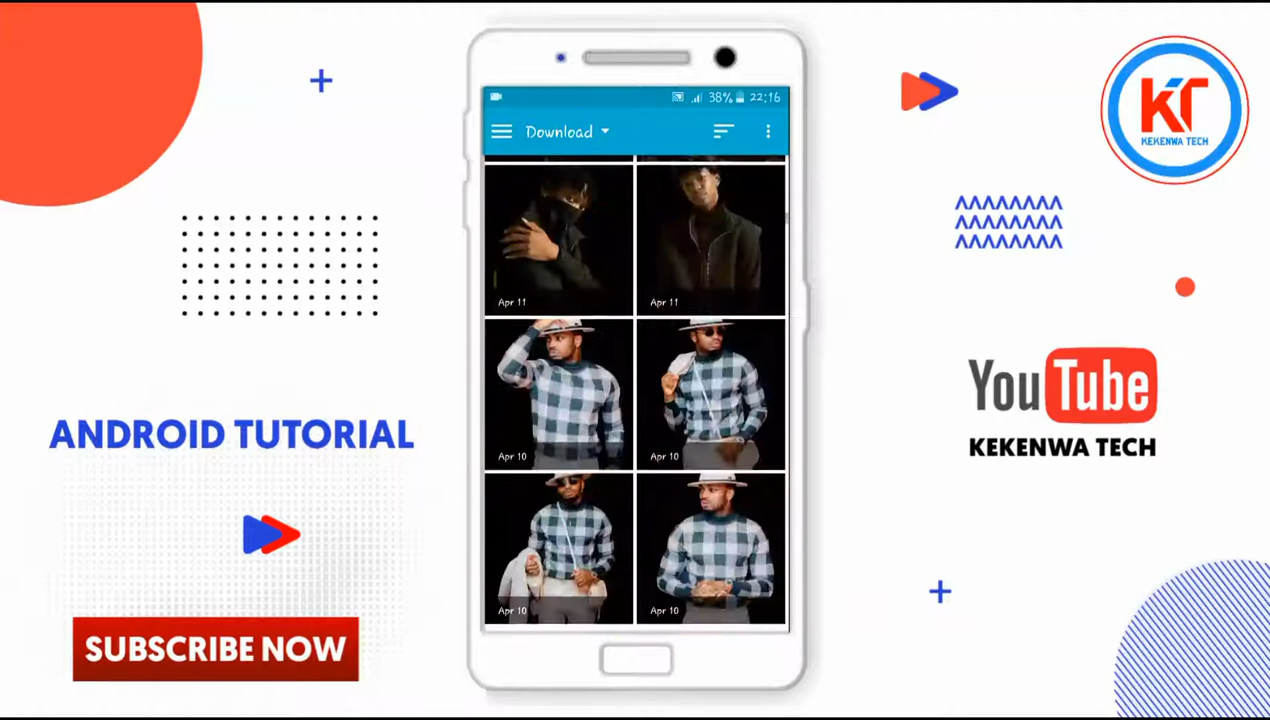 38% 22:16
Download
Apr 11
Apr 11
Apr 10
Apr 10
Apr 10
Apr 10
ANDROID TUTORIAL
SUBSCRIBE NOW
KT
KEKENWA TECH
YouTube
KEKENWA TECH